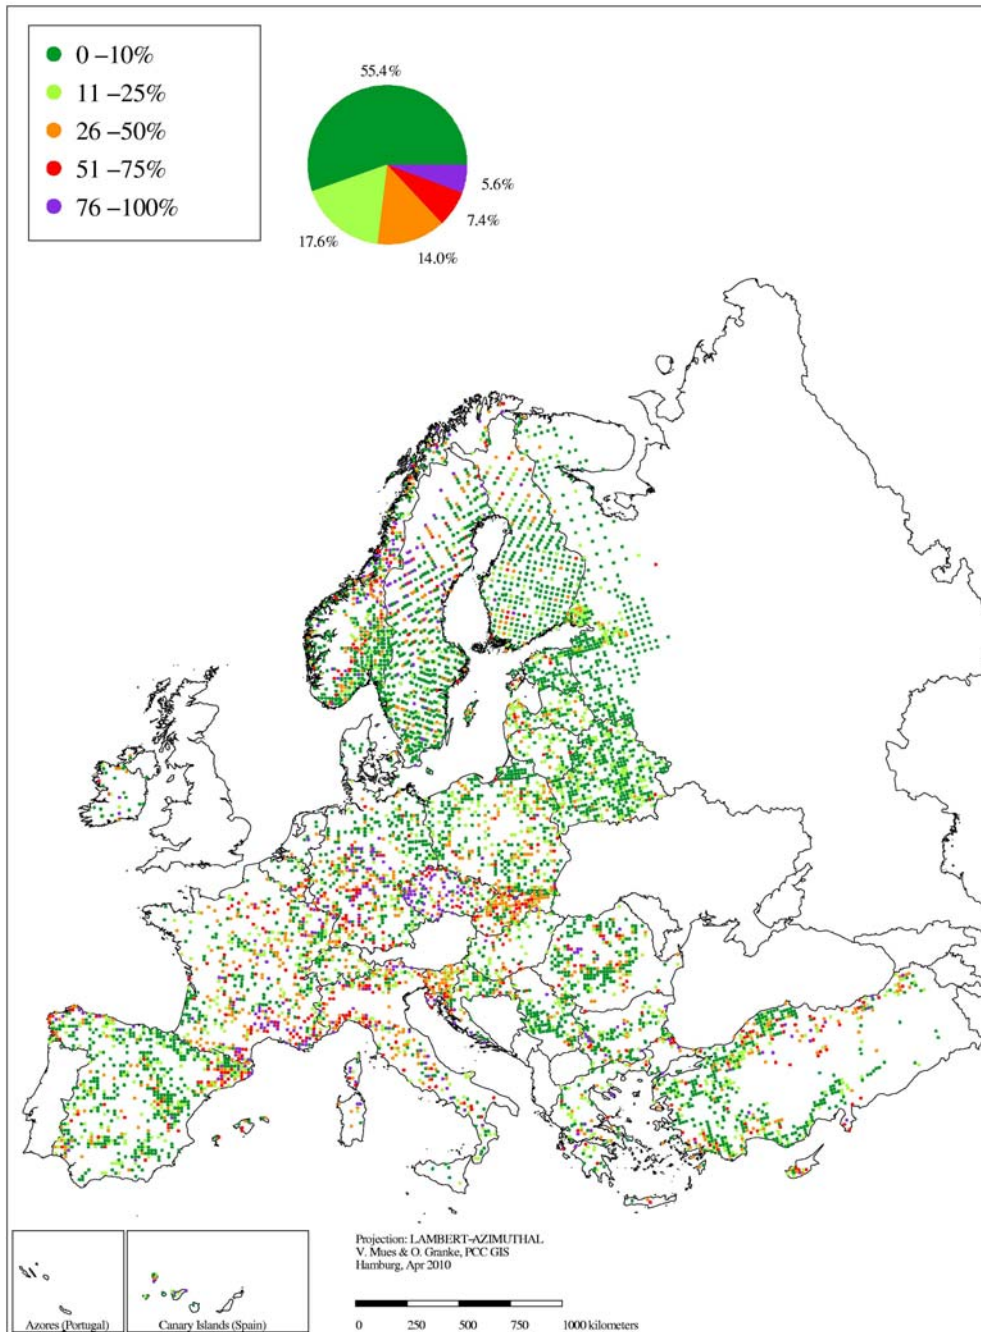 0 –10%
11 –25%
26 –50%
51 –75%
76 –100%
55.4%
5.6%
7.4%
14.0%
17.6%
Projection: LAMBERT-AZIMUTHAL
V. Mues & O. Granke, PCC GIS
Hamburg, Apr 2010
Azores (Portugal)
Canary Islands (Spain)
0 250 500 750 1000 kilometers